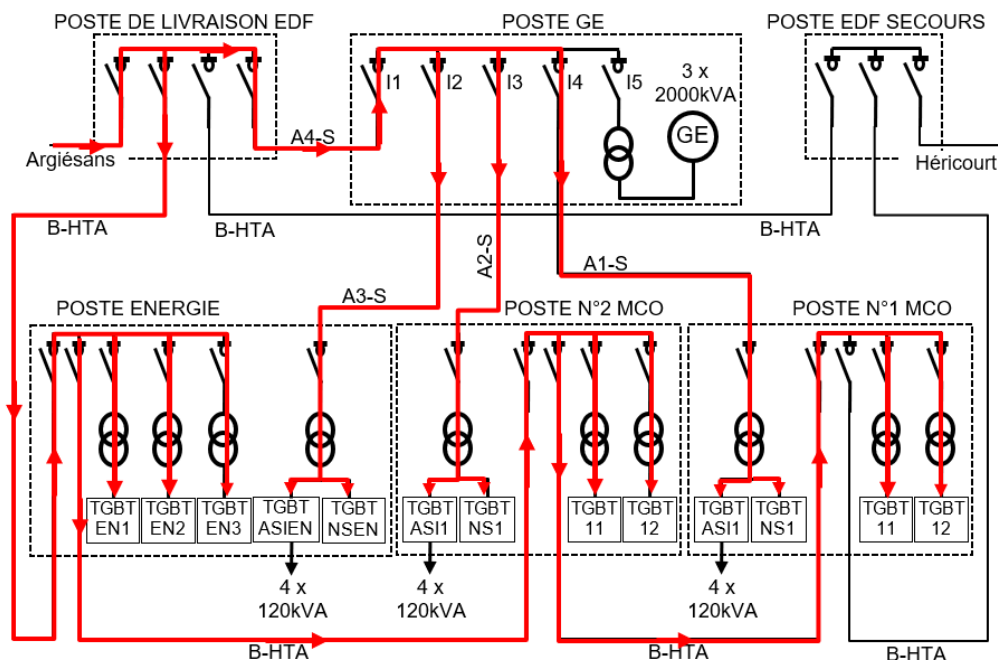 POSTE DE LIVRAISON EDF
POSTE GE
POSTE EDF SECOURS
I1
I2
I3
I4
I5
3 x
2000kVA
GE
Argiésans
A4-S
Héricourt
B-HTA
B-HTA
B-HTA
A2-S
A1-S
A3-S
POSTE ENERGIE
POSTE N°2 MCO
POSTE N°1 MCO
TGBT
EN1
TGBT
EN2
TGBT
EN3
TGBT
ASIEN
TGBT
NSEN
TGBT
ASI1
TGBT
NS1
TGBT
11
TGBT
12
TGBT
ASI1
TGBT
NS1
TGBT
11
TGBT
12
4 x
120kVA
4 x
120kVA
4 x
120kVA
B-HTA
B-HTA
B-HTA